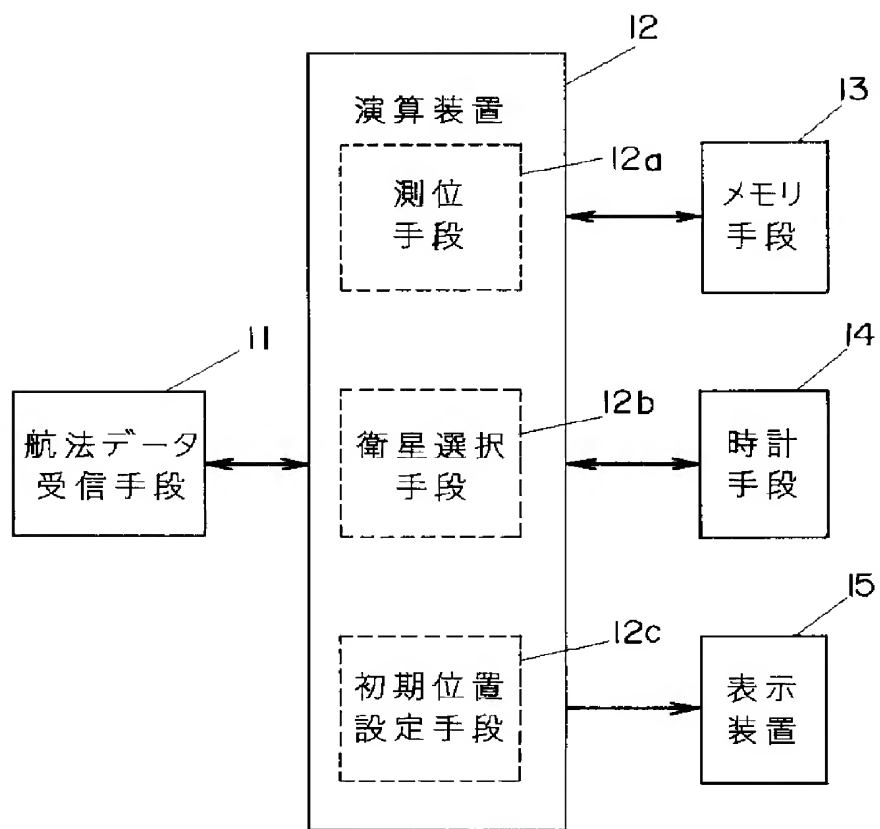 12
演算装置
13
12a
測位
手段
メモリ
手段
11
14
12b
航法データ
受信手段
衛星選択
手段
時計
手段
15
12c
初期位置
設定手段
表示
装置